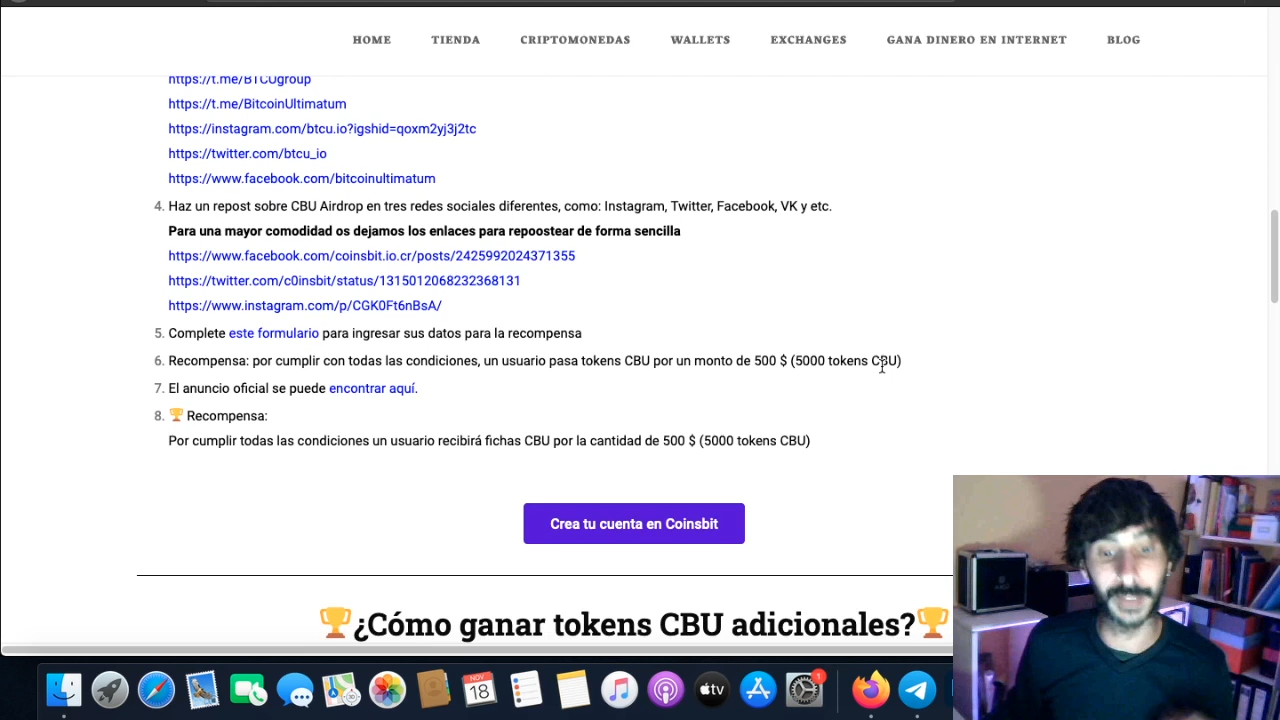 HOME TIENDA CRIPTOMONEDAS WALLETS EXCHANGES GANA DINERO EN INTERNET BLOG
https://t.me/BTCUgroup
https://t.me/BitcoinUltimatum
https://instagram.com/btcu.io?igshid=qoxm2yj3j2tc
https://twitter.com/btcu_io
https://www.facebook.com/bitcoinultimatum
4. Haz un repost sobre CBU Airdrop en tres redes sociales diferentes, como: Instagram, Twitter, Facebook, VK y etc.
Para una mayor comodidad os dejamos los enlaces para repoostear de forma sencilla
https://www.facebook.com/coinsbit.io.cr/posts/2425992024371355
https://twitter.com/c0insbit/status/1315012068232368131
https://www.instagram.com/p/CGK0Ft6nBsA/
5. Complete este formulario para ingresar sus datos para la recompensa
6. Recompensa: por cumplir con todas las condiciones, un usuario pasa tokens CBU por un monto de 500 $ (5000 tokens CBU)
7. El anuncio oficial se puede encontrar aquí.
8. 🏆 Recompensa:
Por cumplir todas las condiciones un usuario recibirá fichas CBU por la cantidad de 500 $ (5000 tokens CBU)
Crea tu cuenta en Coinsbit
🏆¿Cómo ganar tokens CBU adicionales?🏆
NOV
18
tv
1